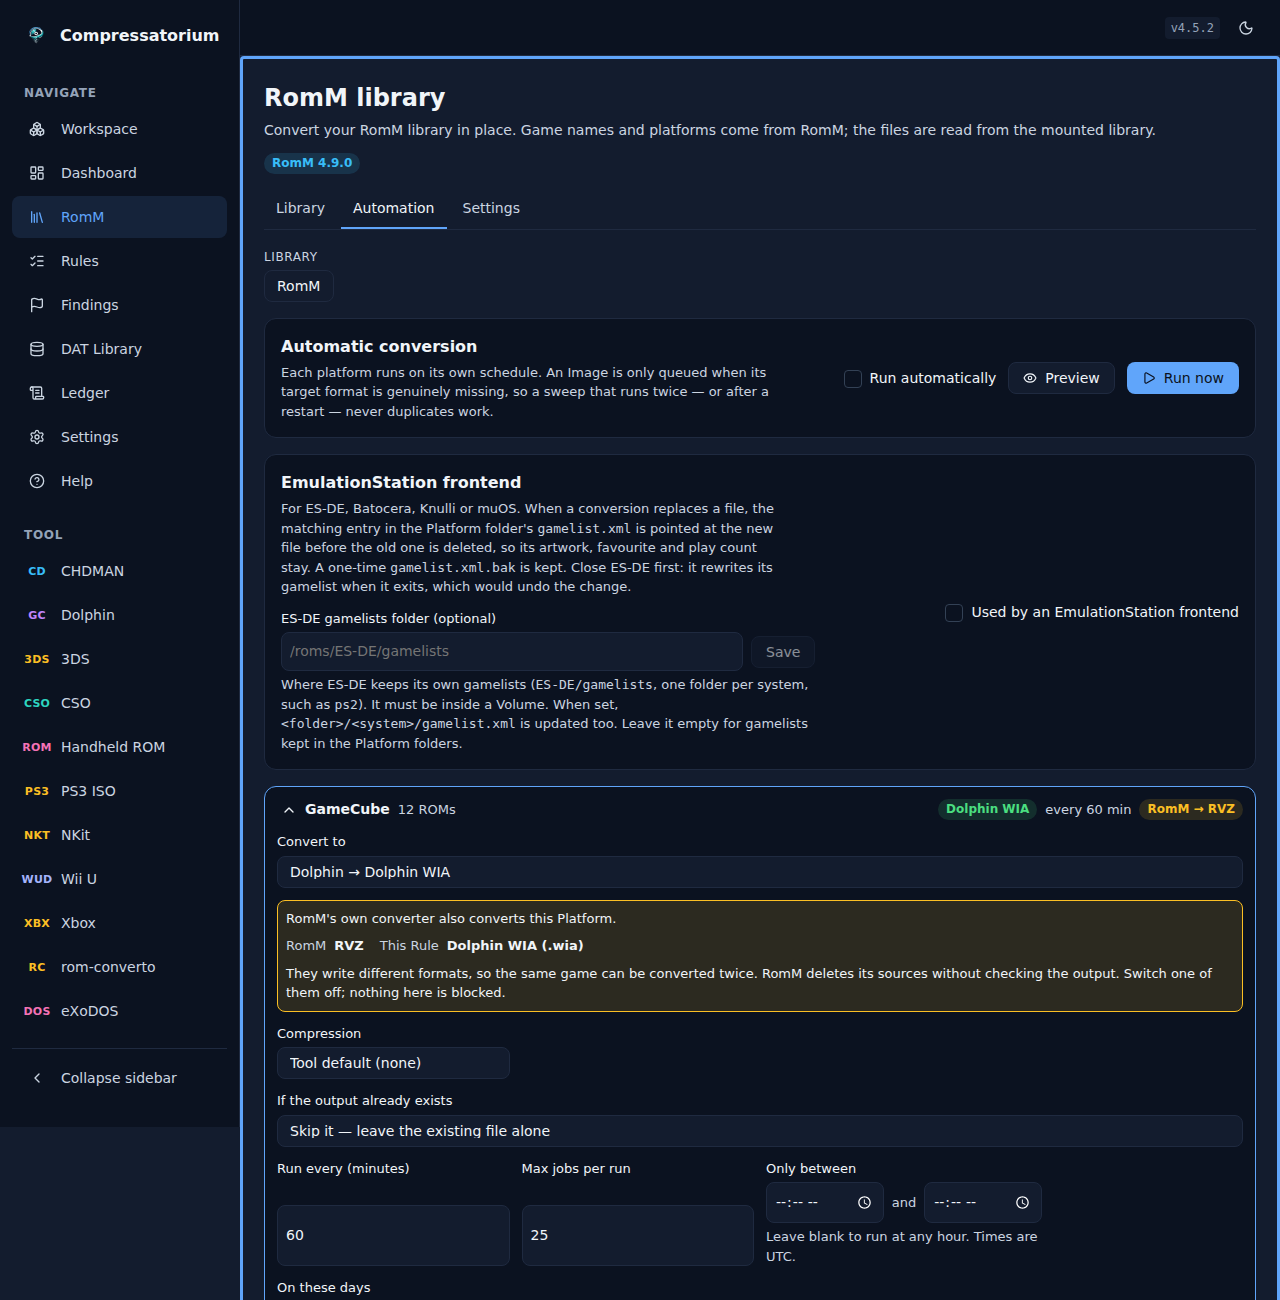 Compressatorium
v4.5.2
NAVIGATE
Workspace
Dashboard
RomM
Rules
Findings
DAT Library
Ledger
Settings
Help
TOOL
CD CHDMAN
GC Dolphin
3DS 3DS
CSO CSO
ROM Handheld ROM
PS3 PS3 ISO
NKT NKit
WUD Wii U
XBX Xbox
RC rom-converto
DOS eXoDOS
Collapse sidebar
RomM library
Convert your RomM library in place. Game names and platforms come from RomM; the files are read from the mounted library.
RomM 4.9.0
Library Automation Settings
LIBRARY
RomM
Automatic conversion
Each platform runs on its own schedule. An Image is only queued when its
target format is genuinely missing, so a sweep that runs twice — or after a
restart — never duplicates work.
Run automatically Preview Run now
EmulationStation frontend
For ES-DE, Batocera, Knulli or muOS. When a conversion replaces a file, the
matching entry in the Platform folder's gamelist.xml is pointed at the new
file before the old one is deleted, so its artwork, favourite and play count
stay. A one-time gamelist.xml.bak is kept. Close ES-DE first: it rewrites its
gamelist when it exits, which would undo the change.
ES-DE gamelists folder (optional)
/roms/ES-DE/gamelists Save
Where ES-DE keeps its own gamelists (ES-DE/gamelists, one folder per system,
such as ps2). It must be inside a Volume. When set,
<folder>/<system>/gamelist.xml is updated too. Leave it empty for gamelists
kept in the Platform folders.
Used by an EmulationStation frontend
GameCube 12 ROMs Dolphin WIA every 60 min RomM → RVZ
Convert to
Dolphin → Dolphin WIA
RomM's own converter also converts this Platform.
RomM RVZ This Rule Dolphin WIA (.wia)
They write different formats, so the same game can be converted twice. RomM deletes its sources without checking the output. Switch one of
them off; nothing here is blocked.
Compression
Tool default (none)
If the output already exists
Skip it — leave the existing file alone
Run every (minutes) Max jobs per run Only between
60 25 --:-- -- and --:-- --
Leave blank to run at any hour. Times are
UTC.
On these days